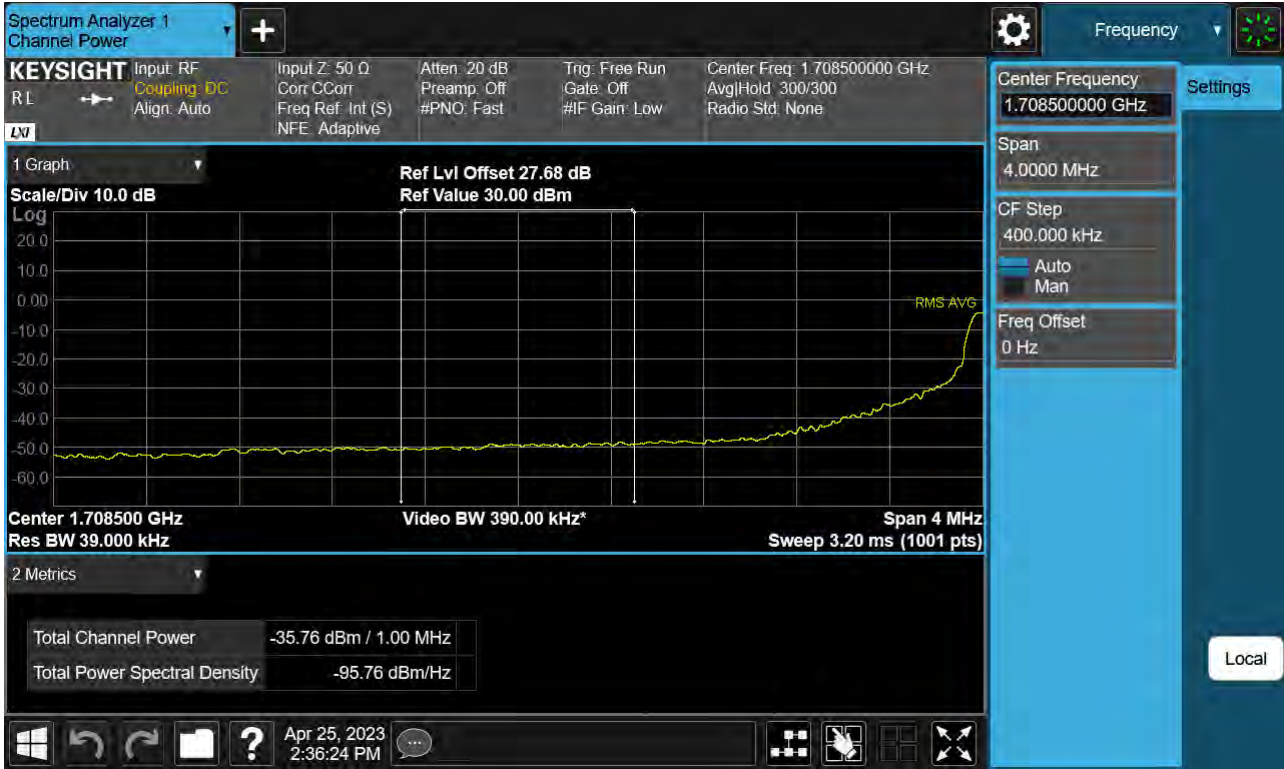 Spectrum Analyzer 1
Channel Power
+
Frequency
KEYSIGHT
RL
LXI
Input: RF
Coupling: DC
Align: Auto
Input Z: 50 Ω
Corr CCorr
Freq Ref: Int (S)
NFE: Adaptive
Atten: 20 dB
Preamp: Off
#PNO: Fast
Trig: Free Run
Gate: Off
#IF Gain: Low
Center Freq: 1.708500000 GHz
Avg|Hold: 300/300
Radio Std: None
Center Frequency
1.708500000 GHz
Settings
Span
4.0000 MHz
CF Step
400.000 kHz
Auto
Man
Freq Offset
0 Hz
Local
1 Graph
Scale/Div 10.0 dB
Ref Lvl Offset 27.68 dB
Ref Value 30.00 dBm
Log
20.0
10.0
0.00
-10.0
-20.0
-30.0
-40.0
-50.0
-60.0
RMS AVG
Center 1.708500 GHz
Res BW 39.000 kHz
Video BW 390.00 kHz*
Span 4 MHz
Sweep 3.20 ms (1001 pts)
2 Metrics
Total Channel Power -35.76 dBm / 1.00 MHz
Total Power Spectral Density -95.76 dBm/Hz
?
Apr 25, 2023
2:36:24 PM